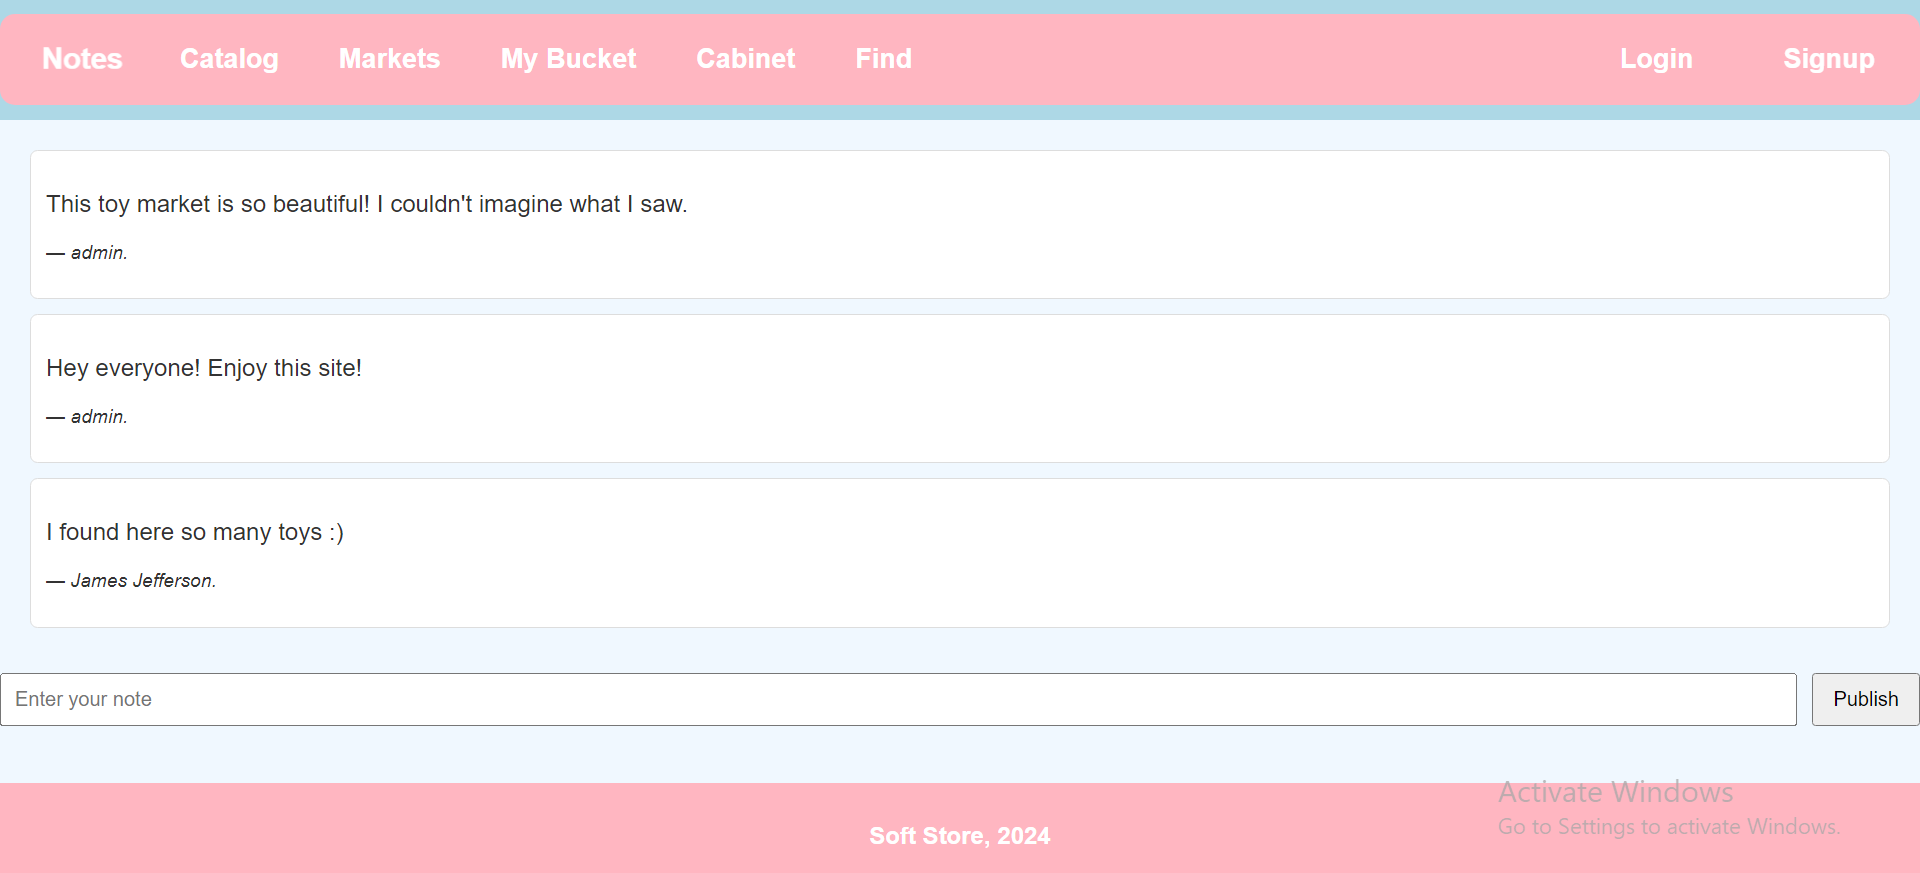 Notes Catalog Markets My Bucket Cabinet Find Login Signup
This toy market is so beautiful! I couldn't imagine what I saw.
— admin.
Hey everyone! Enjoy this site!
— admin.
I found here so many toys :)
— James Jefferson.
Enter your note Publish
Activate Windows
Go to Settings to activate Windows.
Soft Store, 2024